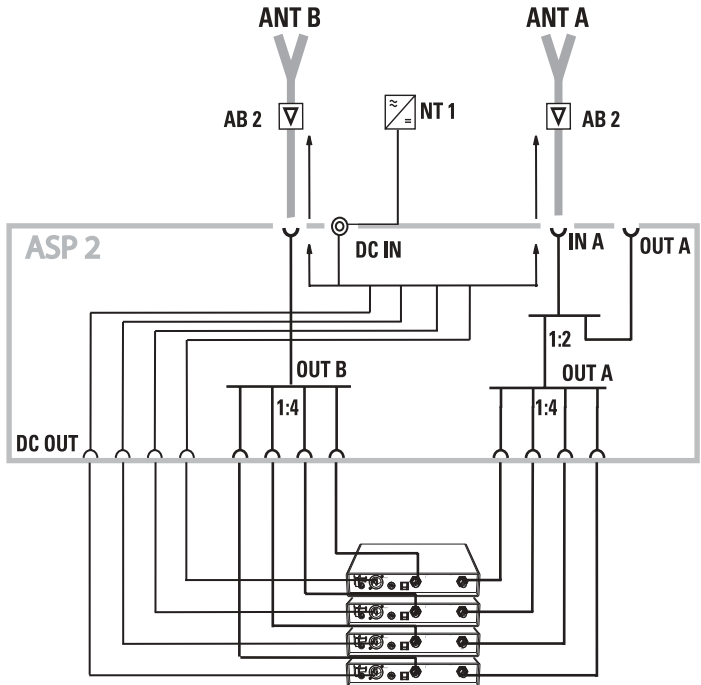 ANT B
ANT A
AB 2
NT 1
AB 2
ASP 2
DC IN
IN A
OUT A
1:2
OUT B
OUT A
1:4
1:4
DC OUT